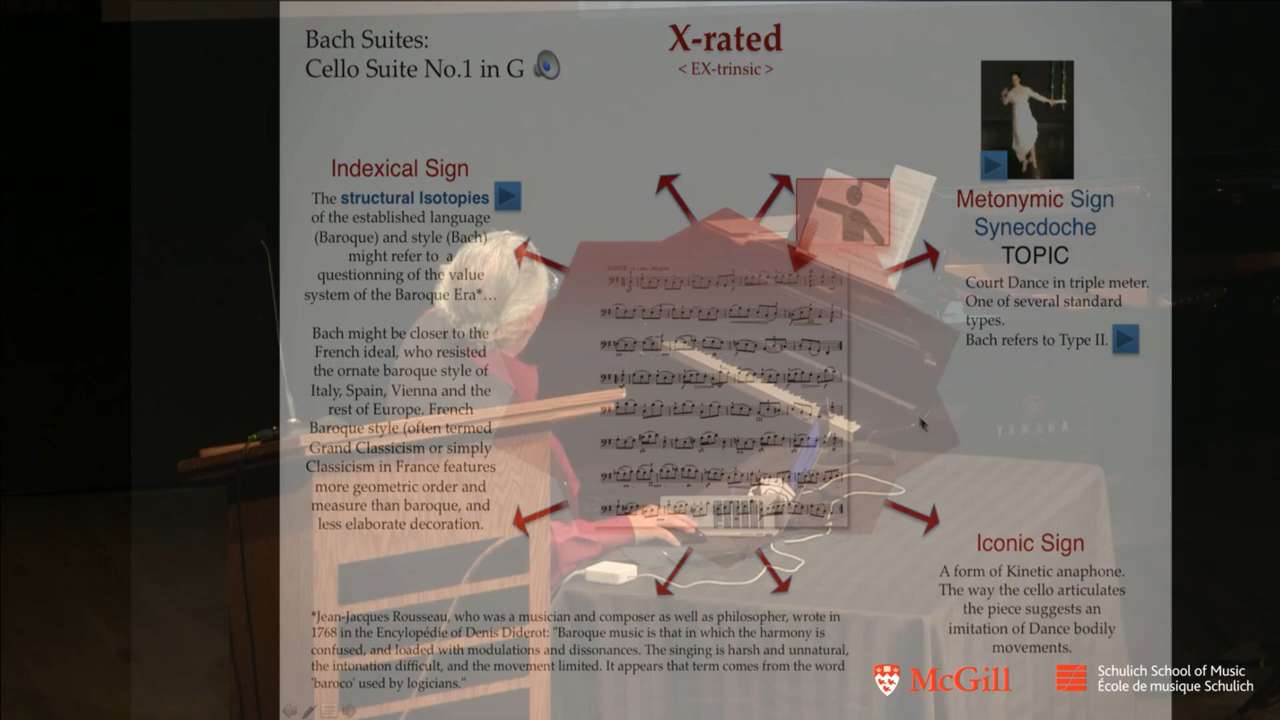 Bach Suites:
Cello Suite No.1 in G
X-rated
< EX-trinsic >
Indexical Sign
The structural Isotopies
of the established language
(Baroque) and style (Bach)
might refer to a
questionning of the value
system of the Baroque Era*...
Bach might be closer to the
French ideal, who resisted
the ornate baroque style of
Italy, Spain, Vienna and the
rest of Europe. French
Baroque style (often termed
Grand Classicism or simply
Classicism in France features
more geometric order and
measure than baroque, and
less elaborate decoration.
Metonymic Sign
Synecdoche
TOPIC
Court Dance in triple meter.
One of several standard
types.
Bach refers to Type II.
YAMAHA
Iconic Sign
A form of Kinetic anaphone.
The way the cello articulates
the piece suggests an
imitation of Dance bodily
movements.
*Jean-Jacques Rousseau, who was a musician and composer as well as philosopher, wrote in
1768 in the Encylopédie of Denis Diderot: "Baroque music is that in which the harmony is
confused, and loaded with modulations and dissonances. The singing is harsh and unnatural,
the intonation difficult, and the movement limited. It appears that term comes from the word
'baroco' used by logicians."
McGill
Schulich School of Music
École de musique Schulich